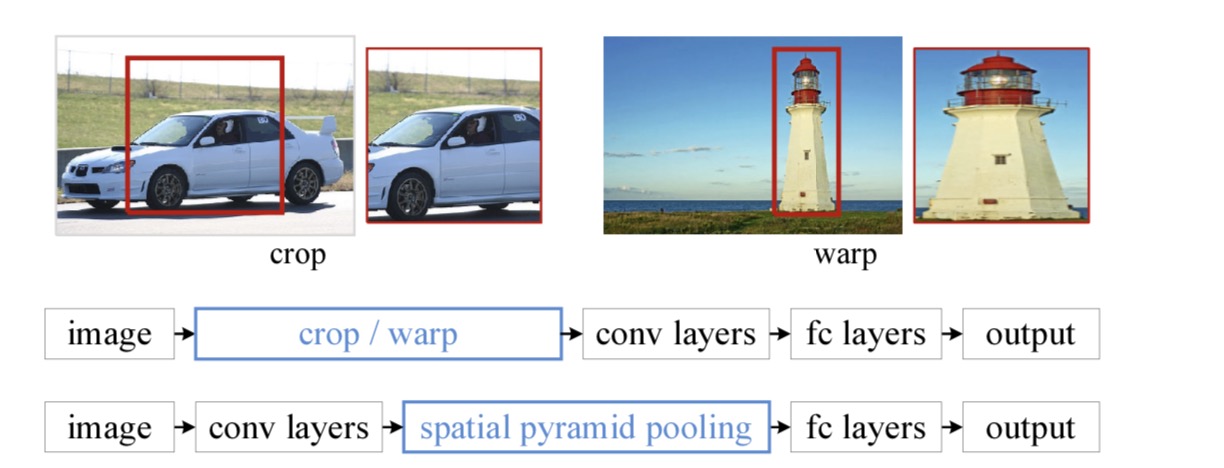 crop
warp
image
crop / warp
conv layers
fc layers
output
image
conv layers
spatial pyramid pooling
fc layers
output